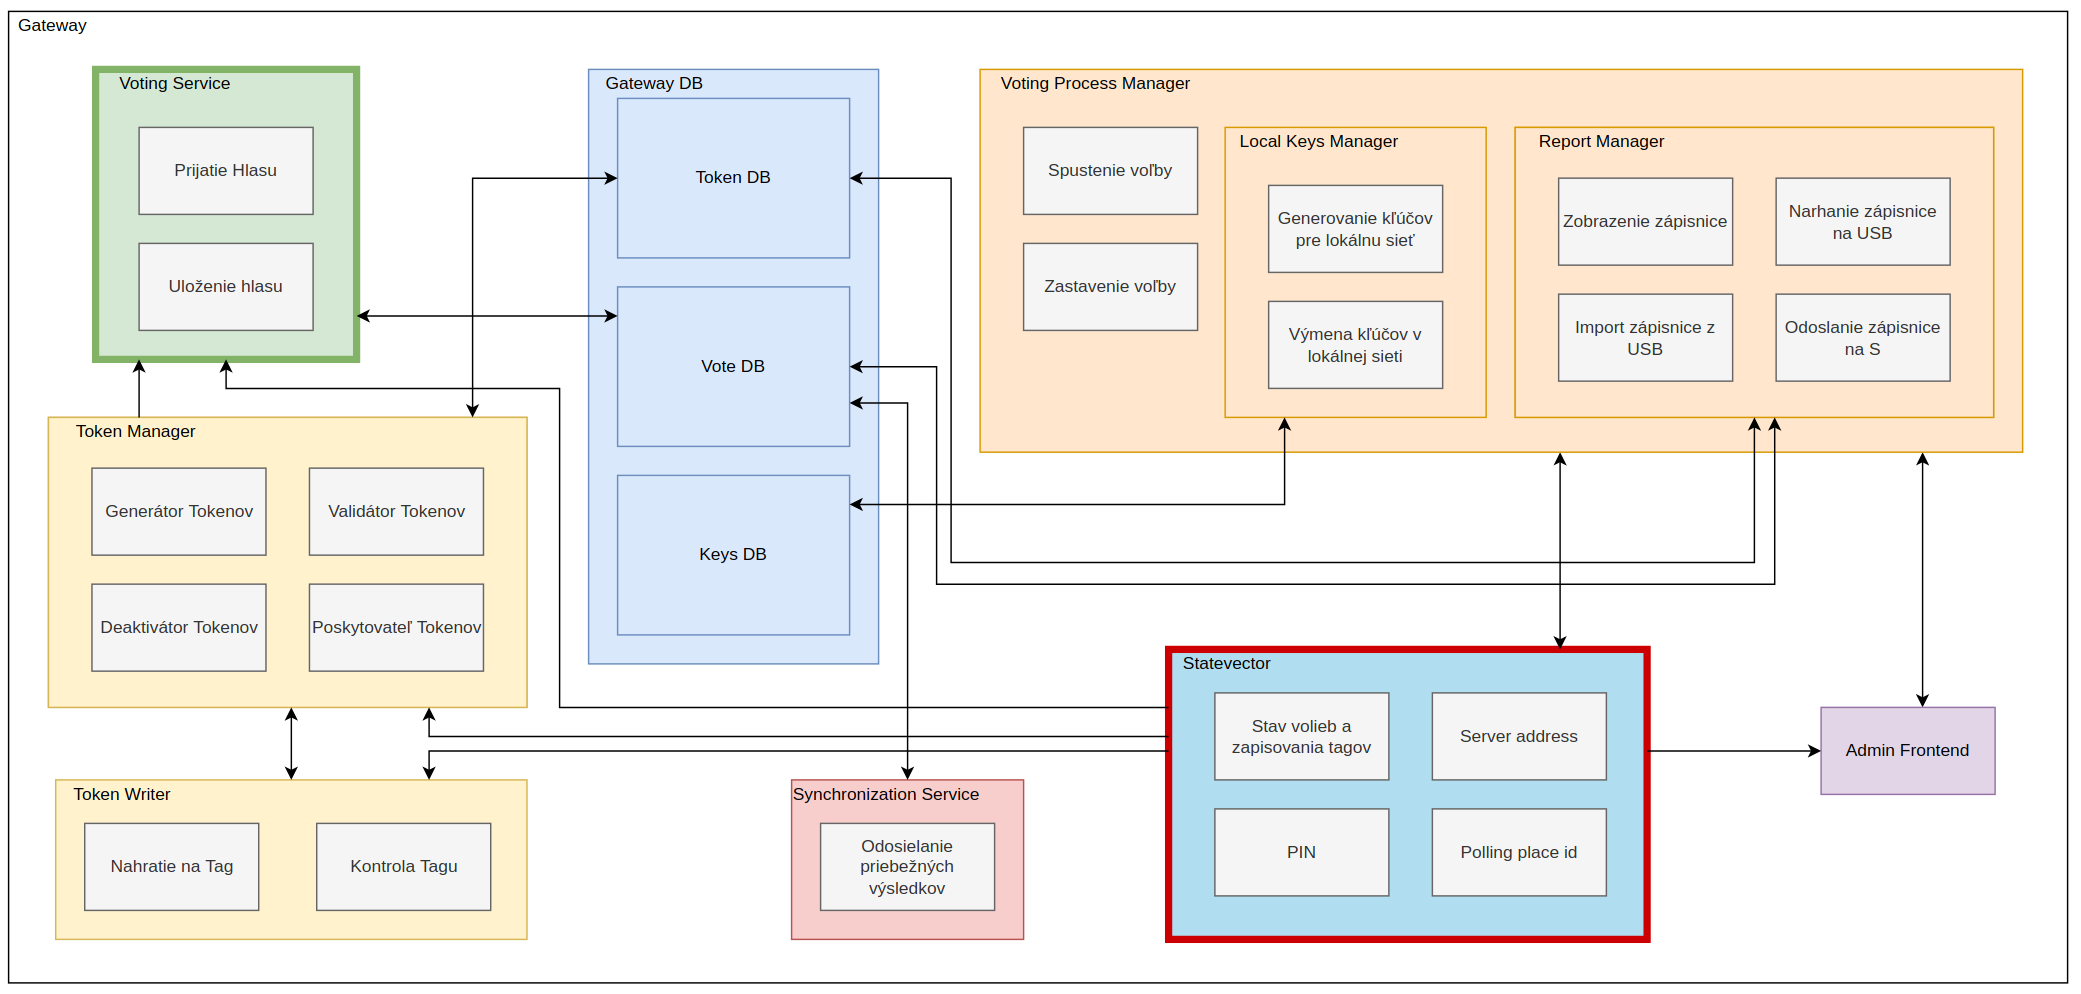 Gateway
Voting Service
Prijatie Hlasu
Uloženie hlasu
Gateway DB
Token DB
Vote DB
Keys DB
Voting Process Manager
Spustenie voľby
Zastavenie voľby
Local Keys Manager
Generovanie kľúčov
pre lokálnu sieť
Výmena kľúčov v
lokálnej sieti
Report Manager
Zobrazenie zápisnice
Narhanie zápisnice
na USB
Import zápisnice z
USB
Odoslanie zápisnice
na S
Token Manager
Generátor Tokenov
Validátor Tokenov
Deaktivátor Tokenov
Poskytovateľ Tokenov
Token Writer
Nahratie na Tag
Kontrola Tagu
Synchronization Service
Odosielanie
priebežných
výsledkov
Statevector
Stav volieb a
zapisovania tagov
Server address
PIN
Polling place id
Admin Frontend